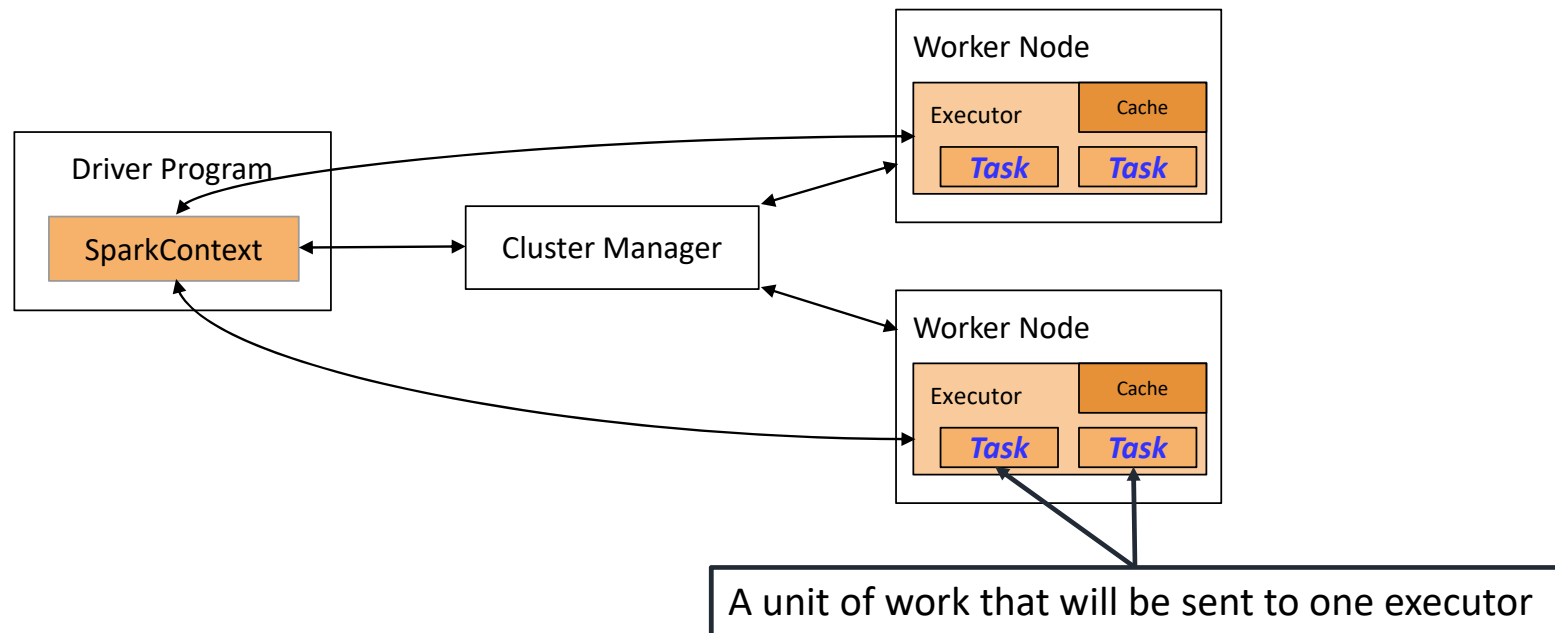 Driver Program
SparkContext
Cluster Manager
Worker Node
Executor
Cache
Task
Task
Worker Node
Executor
Cache
Task
Task
A unit of work that will be sent to one executor